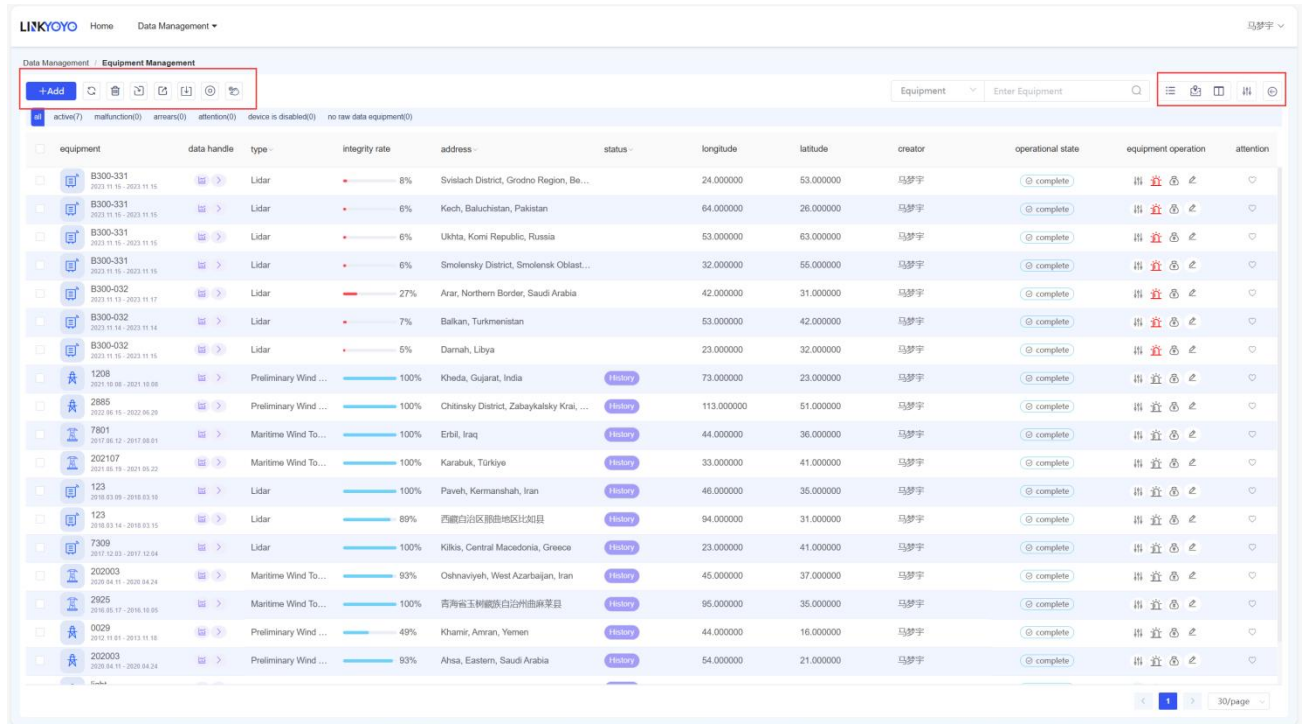 LINKYOYO Home Data Management 马梦宇
Data Management / Equipment Management
+Add Equipment Enter Equipment
all active(7) malfunction(0) arrears(0) attention(0) device is disabled(0) no raw data equipment(0)
equipment data handle type integrity rate address status longitude latitude creator operational state equipment operation attention
B300-331 Lidar 8% Svislach District, Grodno Region, Be... 24.000000 53.000000 马梦宇 complete
2023.11.15 - 2023.11.15
B300-331 Lidar 6% Kech, Baluchistan, Pakistan 64.000000 26.000000 马梦宇 complete
2023.11.15 - 2023.11.15
B300-331 Lidar 6% Ukhta, Komi Republic, Russia 53.000000 63.000000 马梦宇 complete
2023.11.15 - 2023.11.15
B300-331 Lidar 6% Smolensky District, Smolensk Oblast... 32.000000 55.000000 马梦宇 complete
2023.11.15 - 2023.11.15
B300-032 Lidar 27% Arar, Northern Border, Saudi Arabia 42.000000 31.000000 马梦宇 complete
2023.11.13 - 2023.11.17
B300-032 Lidar 7% Balkan, Turkmenistan 53.000000 42.000000 马梦宇 complete
2023.11.14 - 2023.11.14
B300-032 Lidar 5% Darnah, Libya 23.000000 32.000000 马梦宇 complete
2023.11.15 - 2023.11.15
1208 Preliminary Wind ... 100% Kheda, Gujarat, India History 73.000000 23.000000 马梦宇 complete
2021.10.08 - 2021.10.08
2885 Preliminary Wind ... 100% Chitinsky District, Zabaykalsky Krai, ... History 113.000000 51.000000 马梦宇 complete
2022.06.15 - 2022.06.29
7801 Maritime Wind To... 100% Erbil, Iraq History 44.000000 36.000000 马梦宇 complete
2017.06.12 - 2017.08.01
202107 Maritime Wind To... 100% Karabuk, Türkiye History 33.000000 41.000000 马梦宇 complete
2021.05.19 - 2021.05.22
123 Lidar 100% Paveh, Kermanshah, Iran History 46.000000 35.000000 马梦宇 complete
2018.03.09 - 2018.03.10
123 Lidar 89% 西藏自治区那曲地区比如县 History 94.000000 31.000000 马梦宇 complete
2018.03.14 - 2018.03.15
7309 Lidar 100% Kilkis, Central Macedonia, Greece History 23.000000 41.000000 马梦宇 complete
2017.12.03 - 2017.12.04
202003 Maritime Wind To... 93% Oshnaviyeh, West Azarbaijan, Iran History 45.000000 37.000000 马梦宇 complete
2020.04.11 - 2020.04.24
2925 Maritime Wind To... 100% 青海省玉树藏族自治州曲麻莱县 History 95.000000 35.000000 马梦宇 complete
2016.05.17 - 2016.10.05
0029 Preliminary Wind ... 49% Khamir, Amran, Yemen History 44.000000 16.000000 马梦宇 complete
2012.11.01 - 2013.11.18
202003 Preliminary Wind ... 93% Ahsa, Eastern, Saudi Arabia History 54.000000 21.000000 马梦宇 complete
2020.04.11 - 2020.04.24
1 30/page